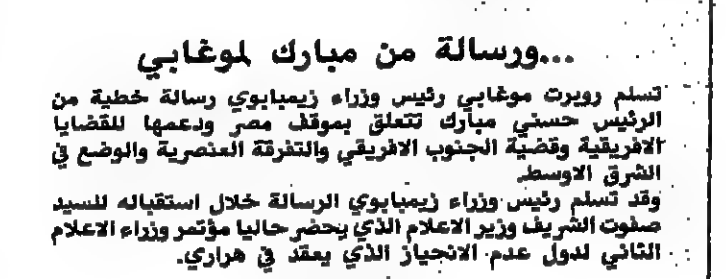 ...ورسالة من مبارك لموغابي
تسلم روبرت موغابي رئيس وزراء زيمبابوي رسالة خطية من
الرئيس حسني مبارك تتعلق بموقف مصر ودعمها للقضايا
الافريقية وقضية الجنوب الافريقي والتفرقة العنصرية والوضع في
الشرق الاوسط.
وقد تسلم رئيس وزراء زيمبابوي الرسالة خلال استقباله للسيد
صفوت الشريف وزير الاعلام الذي يحضر حاليا مؤتمر وزراء الاعلام
الثاني لدول عدم الانحياز الذي يعقد في هراري.